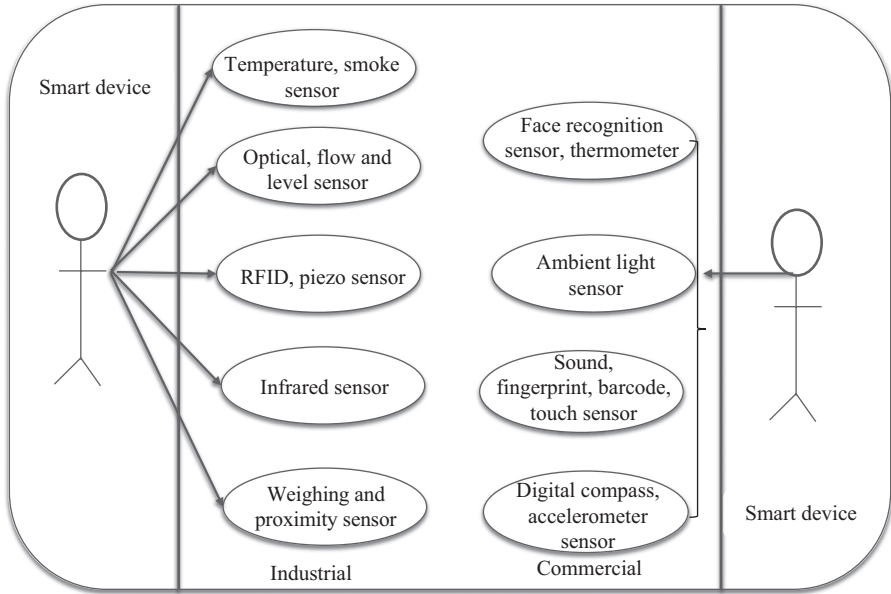 Smart device
Temperature, smoke
sensor
Optical, flow and
level sensor
RFID, piezo sensor
Infrared sensor
Weighing and
proximity sensor
Industrial
Face recognition
sensor, thermometer
Ambient light
sensor
Sound,
fingerprint, barcode,
touch sensor
Digital compass,
accelerometer
sensor
Commercial
Smart device